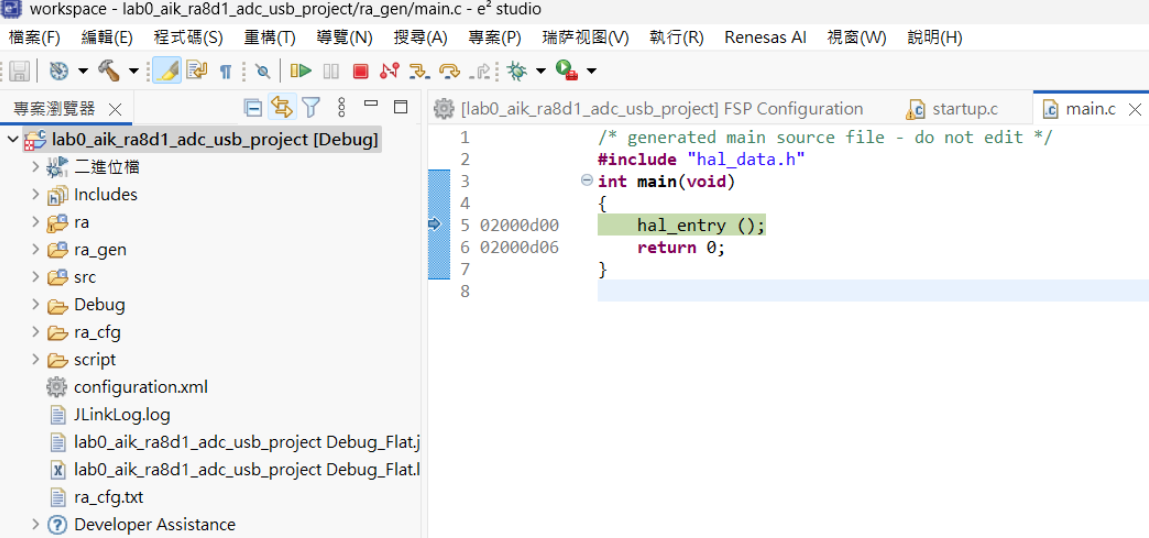 workspace - lab0_aik_ra8d1_adc_usb_project/ra_gen/main.c - e² studio
檔案(F) 編輯(E) 程式碼(S) 重構(T) 導覽(N) 搜尋(A) 專案(P) 瑞萨视图(V) 執行(R) Renesas AI 視窗(W) 說明(H)
專案瀏覽器
[lab0_aik_ra8d1_adc_usb_project] FSP Configuration startup.c main.c
lab0_aik_ra8d1_adc_usb_project [Debug]
二進位檔
Includes
ra
ra_gen
src
Debug
ra_cfg
script
configuration.xml
JLinkLog.log
lab0_aik_ra8d1_adc_usb_project Debug_Flat.j
lab0_aik_ra8d1_adc_usb_project Debug_Flat.l
ra_cfg.txt
Developer Assistance
1 /* generated main source file - do not edit */
2 #include "hal_data.h"
3 int main(void)
4 {
5 02000d00 hal_entry ();
6 02000d06 return 0;
7 }
8